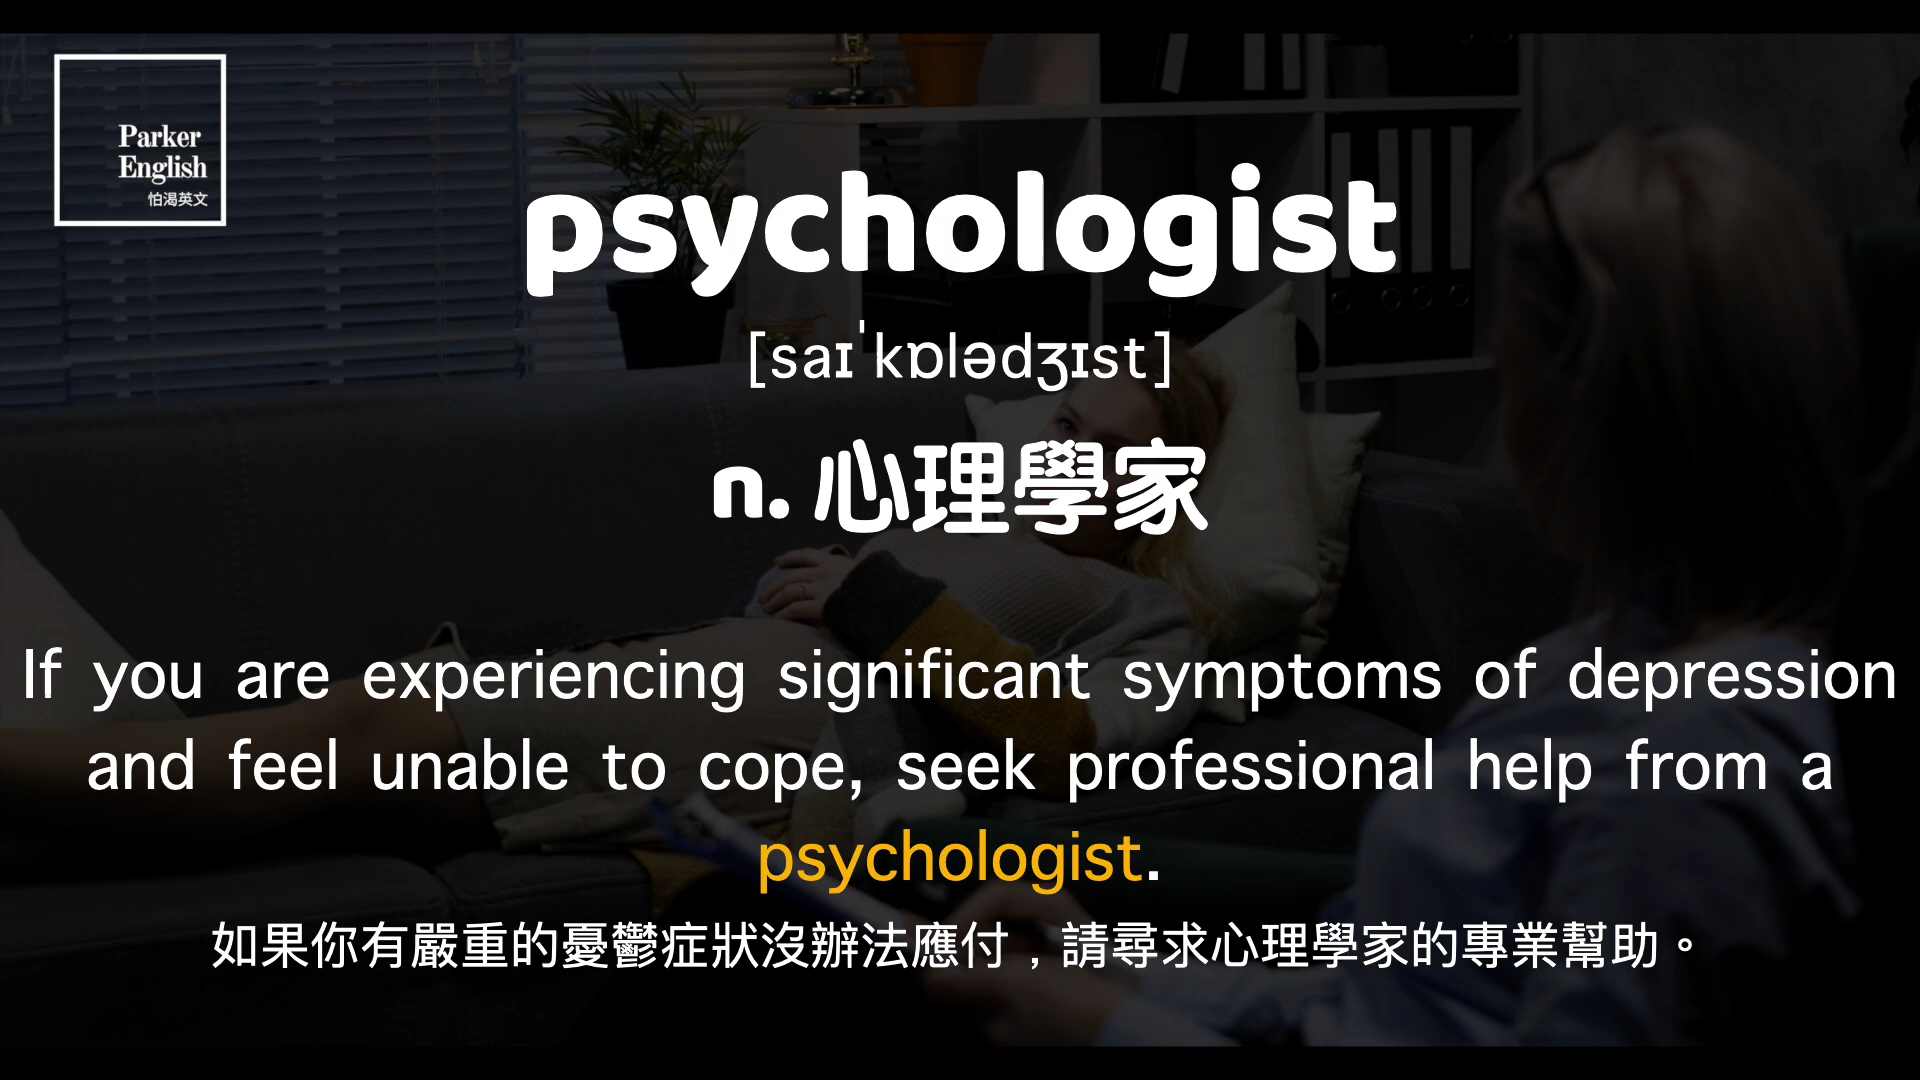 Parker
English
怕渴英文
psychologist
[saɪˈkɒlədʒɪst]
n. 心理學家
If you are experiencing significant symptoms of depression
and feel unable to cope, seek professional help from a
psychologist.
如果你有嚴重的憂鬱症狀沒辦法應付，請尋求心理學家的專業幫助。